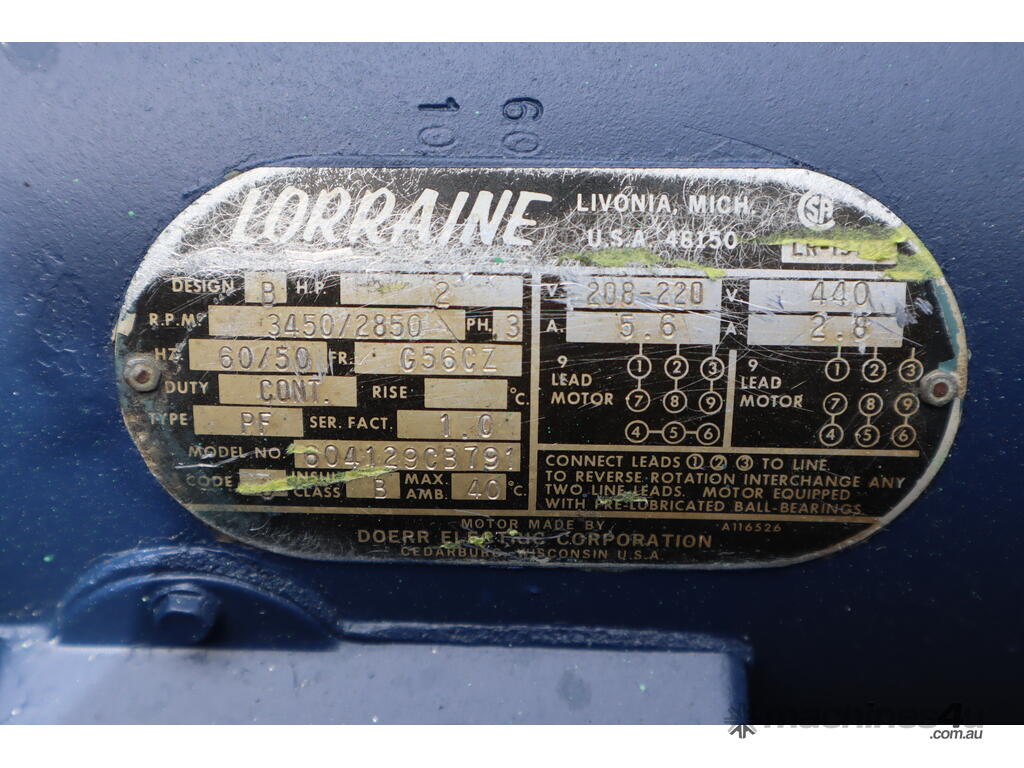 60
10
LORRAINE LIVONIA, MICH.
U.S.A. 48150
DESIGN B H.P. 2 V. 208-220 V. 440
R.P.M. 3450/2850 PH. 3 A. 5.6 A. 2.8
HZ. 60/50 FR. G56CZ
DUTY CONT. RISE °C.
TYPE PF SER. FACT. 1.0
MODEL NO. 604129CB791
CODE INSUL. CLASS B MAX. AMB. 40 °C.
9 LEAD MOTOR 1 2 3
7 8 9
4 5 6
9 LEAD MOTOR 1 2 3
7 8 9
4 5 6
CONNECT LEADS ① ② ③ TO LINE.
TO REVERSE ROTATION INTERCHANGE ANY
TWO LINE LEADS. MOTOR EQUIPPED
WITH PRE-LUBRICATED BALL-BEARINGS.
MOTOR MADE BY A116526
DOERR ELECTRIC CORPORATION
CEDARBURG, WISCONSIN U.S.A.
machines4u
.com.au